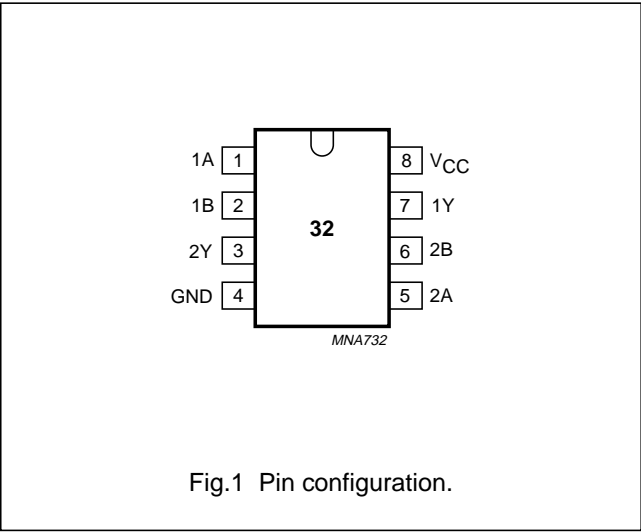 1A 1 8 VCC
1B 2 7 1Y
32
2Y 3 6 2B
GND 4 5 2A
MNA732
Fig.1 Pin configuration.